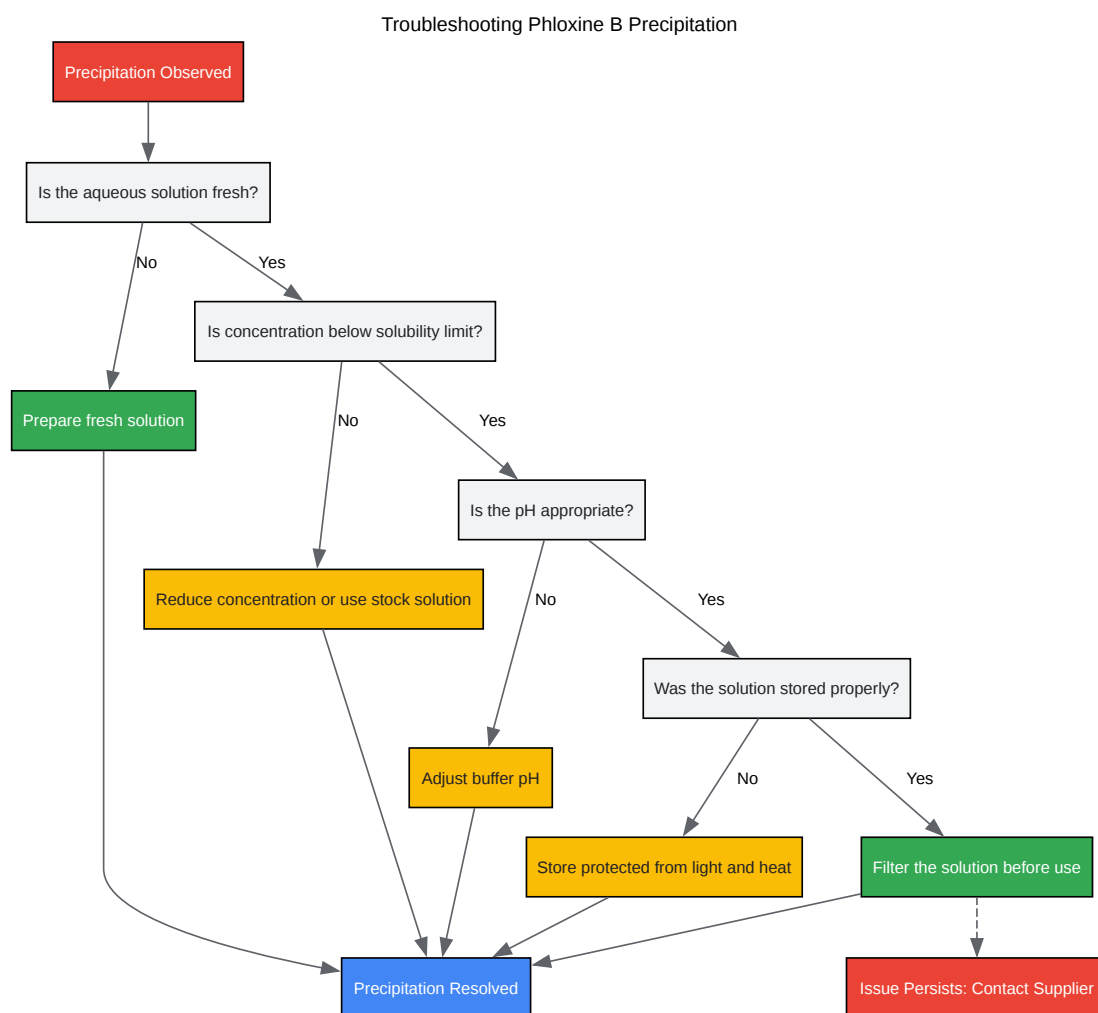 Troubleshooting Phloxine B Precipitation
Precipitation Observed
Is the aqueous solution fresh?
No
Yes
Is concentration below solubility limit?
Prepare fresh solution
No
Yes
Is the pH appropriate?
Reduce concentration or use stock solution
No
Yes
Was the solution stored properly?
Adjust buffer pH
No
Yes
Store protected from light and heat
Filter the solution before use
Precipitation Resolved
Issue Persists: Contact Supplier